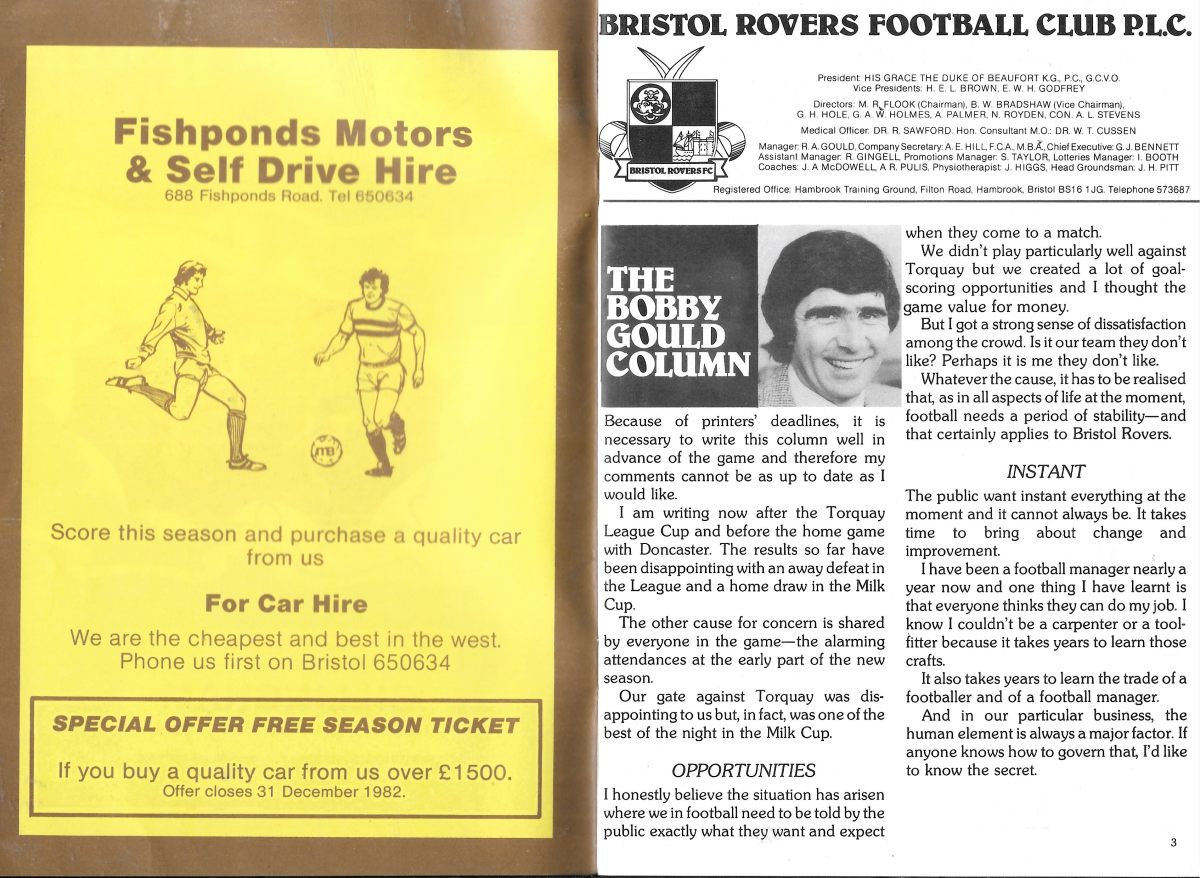 Fishponds Motors
& Self Drive Hire
688 Fishponds Road. Tel 650634
MB
Score this season and purchase a quality car
from us
For Car Hire
We are the cheapest and best in the west.
Phone us first on Bristol 650634
SPECIAL OFFER FREE SEASON TICKET
If you buy a quality car from us over £1500.
Offer closes 31 December 1982.
BRISTOL ROVERS FOOTBALL CLUB P.L.C.
BRISTOL ROVERS FC
President: HIS GRACE THE DUKE OF BEAUFORT K.G., P.C., G.C.V.O.
Vice Presidents: H. E. L. BROWN, E. W. H. GODFREY
Directors: M. R. FLOOK (Chairman), B. W. BRADSHAW (Vice Chairman),
G. H. HOLE, G. A. W. HOLMES, A. PALMER, N. ROYDEN, CON. A. L. STEVENS
Medical Officer: DR. R. SAWFORD. Hon. Consultant M.O.: DR. W. T. CUSSEN
Manager: R. A. GOULD, Company Secretary: A. E. HILL, F.C.A., M.B.A., Chief Executive: G. J. BENNETT
Assistant Manager: R. GINGELL, Promotions Manager: S. TAYLOR, Lotteries Manager: I. BOOTH
Coaches: J. A McDOWELL, A R. PULIS, Physiotherapist: J. HIGGS, Head Groundsman: J. H. PITT
Registered Office: Hambrook Training Ground, Filton Road, Hambrook, Bristol BS16 1JG. Telephone 573687
THE
BOBBY
GOULD
COLUMN
Because of printers' deadlines, it is
necessary to write this column well in
advance of the game and therefore my
comments cannot be as up to date as I
would like.
I am writing now after the Torquay
League Cup and before the home game
with Doncaster. The results so far have
been disappointing with an away defeat in
the League and a home draw in the Milk
Cup.
The other cause for concern is shared
by everyone in the game—the alarming
attendances at the early part of the new
season.
Our gate against Torquay was dis-
appointing to us but, in fact, was one of the
best of the night in the Milk Cup.
OPPORTUNITIES
I honestly believe the situation has arisen
where we in football need to be told by the
public exactly what they want and expect
when they come to a match.
We didn't play particularly well against
Torquay but we created a lot of goal-
scoring opportunities and I thought the
game value for money.
But I got a strong sense of dissatisfaction
among the crowd. Is it our team they don't
like? Perhaps it is me they don't like.
Whatever the cause, it has to be realised
that, as in all aspects of life at the moment,
football needs a period of stability—and
that certainly applies to Bristol Rovers.
INSTANT
The public want instant everything at the
moment and it cannot always be. It takes
time to bring about change and
improvement.
I have been a football manager nearly a
year now and one thing I have learnt is
that everyone thinks they can do my job. I
know I couldn't be a carpenter or a tool-
fitter because it takes years to learn those
crafts.
It also takes years to learn the trade of a
footballer and of a football manager.
And in our particular business, the
human element is always a major factor. If
anyone knows how to govern that, I'd like
to know the secret.
3